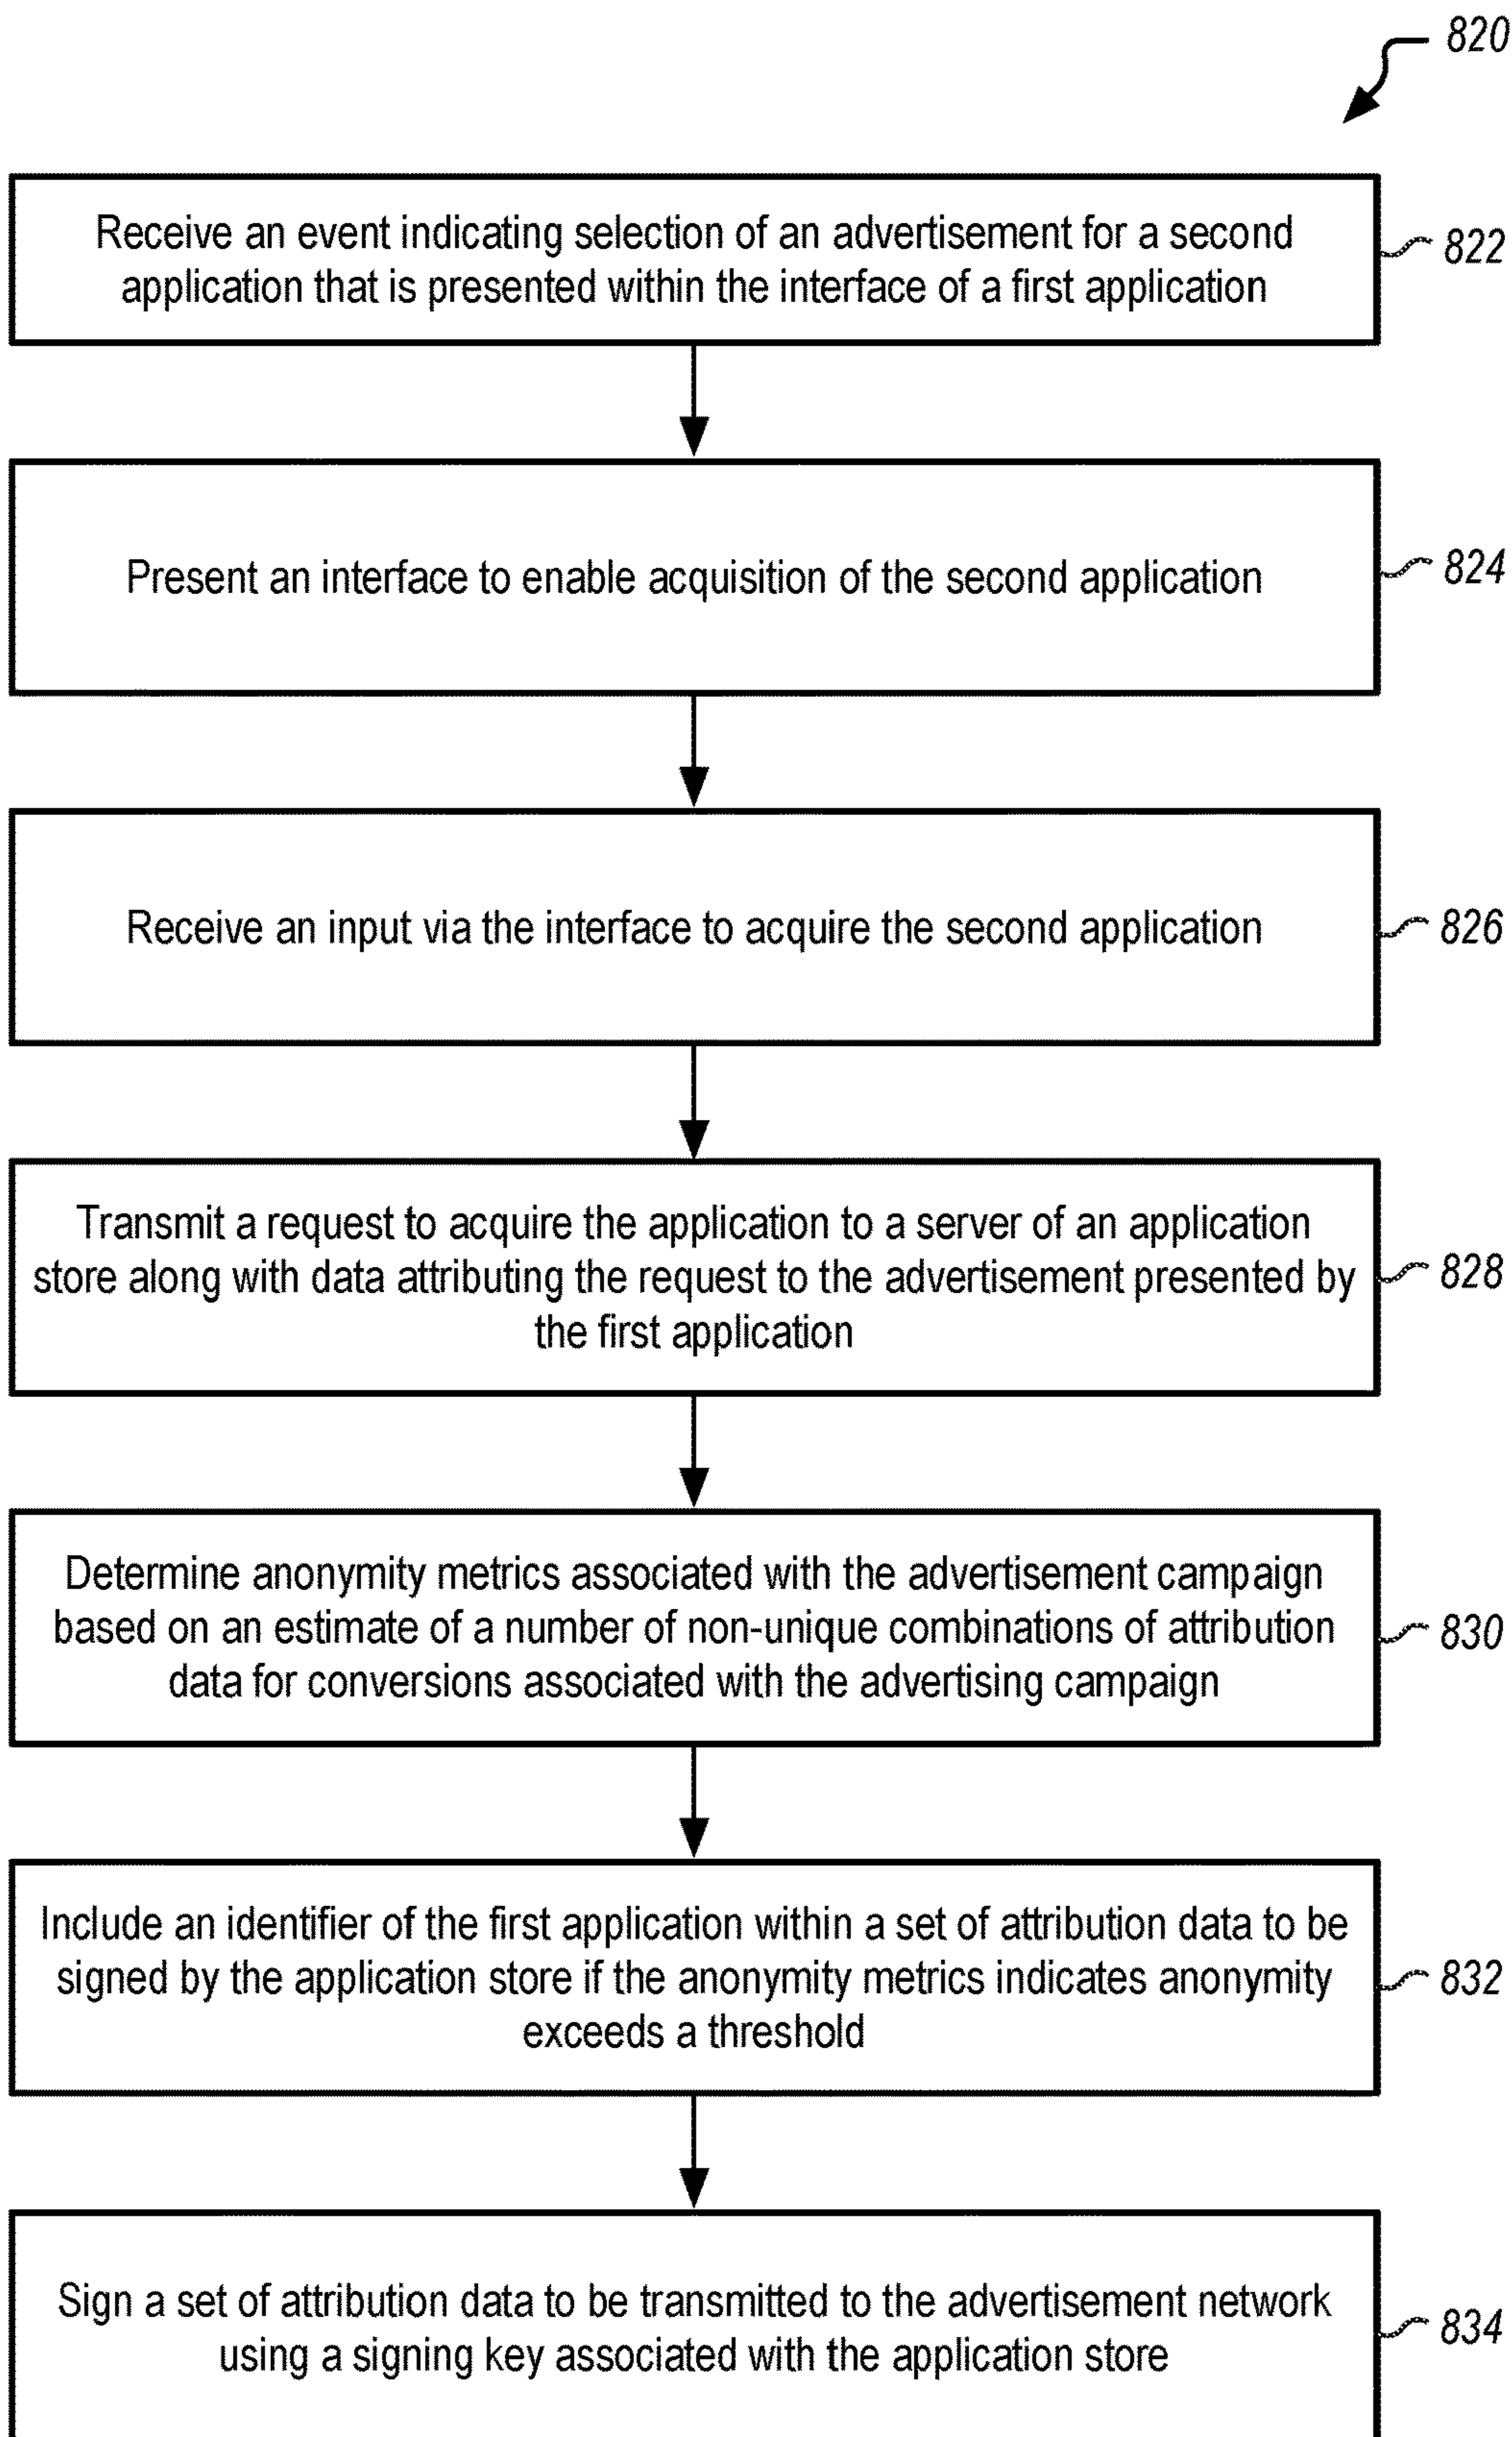 820
Receive an event indicating selection of an advertisement for a second
application that is presented within the interface of a first application
822
Present an interface to enable acquisition of the second application
824
Receive an input via the interface to acquire the second application
826
Transmit a request to acquire the application to a server of an application
store along with data attributing the request to the advertisement presented by
the first application
828
Determine anonymity metrics associated with the advertisement campaign
based on an estimate of a number of non-unique combinations of attribution
data for conversions associated with the advertising campaign
830
Include an identifier of the first application within a set of attribution data to be
signed by the application store if the anonymity metrics indicates anonymity
exceeds a threshold
832
Sign a set of attribution data to be transmitted to the advertisement network
using a signing key associated with the application store
834